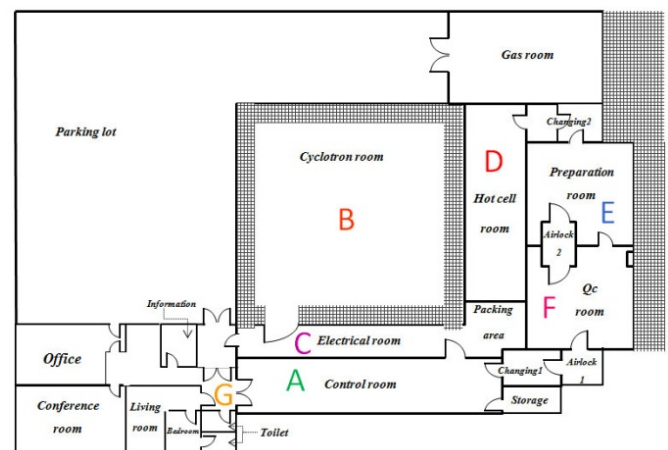 Gas room
Parking lot
Changing2
Cyclotron room
D
Preparation
room
Hot cell
room
E
B
Airlock
2
Information
F
Qc
room
Packing
area
C
Electrical room
Office
Changing1
Airlock
1
A
Control room
G
Storage
Conference
room
Living
room
Bedroom
Toilet